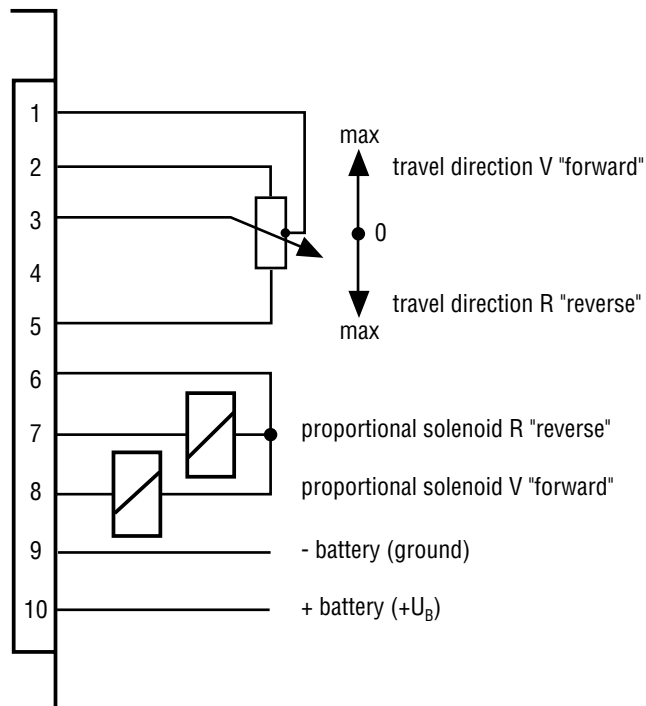 1
max
2
travel direction V "forward"
3
0
4
travel direction R "reverse"
5
max
6
7
proportional solenoid R "reverse"
8
proportional solenoid V "forward"
9
- battery (ground)
10
+ battery (+U_B)